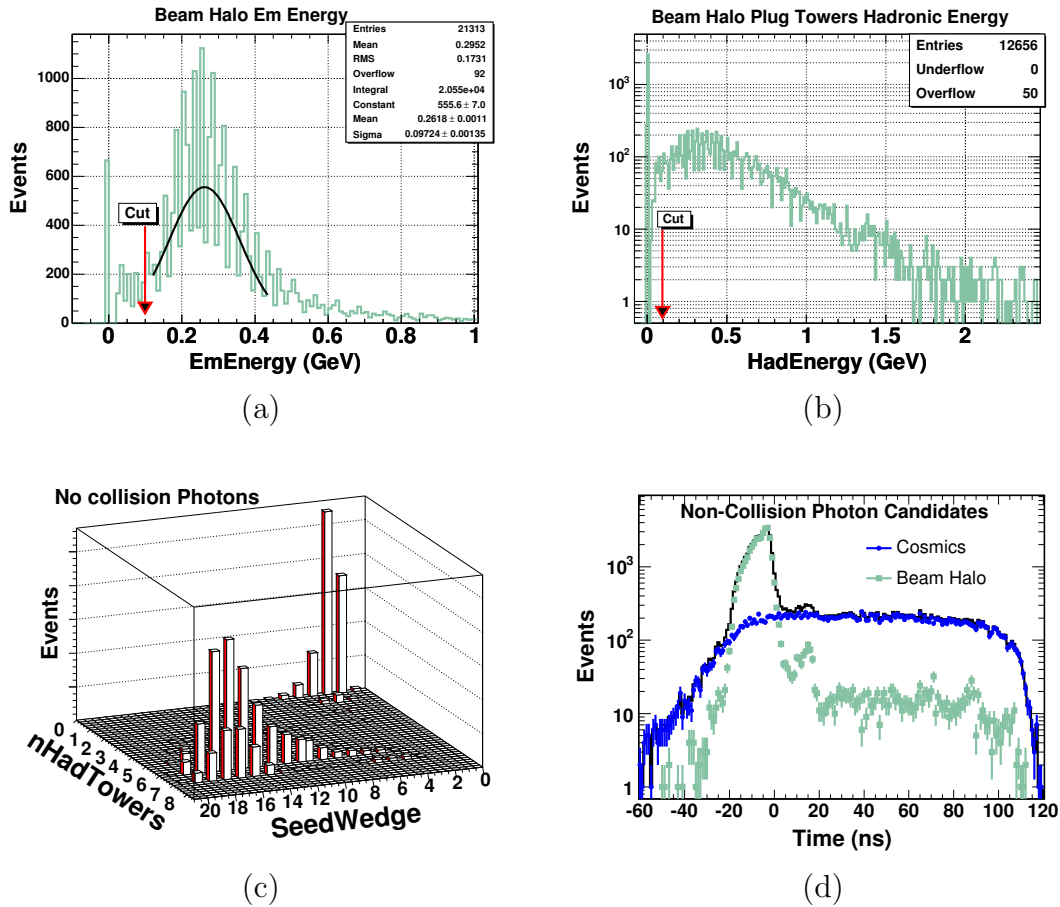 Beam Halo Em Energy
Entries 21313
Mean 0.2952
RMS 0.1731
Overflow 92
Integral 2.055e+04
Constant 555.6 ± 7.0
Mean 0.2618 ± 0.0011
Sigma 0.09724 ± 0.00135
Events
1000
800
600
400
200
0
Cut
0 0.2 0.4 0.6 0.8 1
EmEnergy (GeV)
(a)
Beam Halo Plug Towers Hadronic Energy
Entries 12656
Underflow 0
Overflow 50
Events
10³
10²
10
1
Cut
0 0.5 1 1.5 2
HadEnergy (GeV)
(b)
No collision Photons
Events
0 1 2 3 4 5 6 7 8
nHadTowers
20 18 16 14 12 10 8 6 4 2 0
SeedWedge
(c)
Non-Collision Photon Candidates
Cosmics
Beam Halo
Events
10³
10²
10
1
-60 -40 -20 0 20 40 60 80 100 120
Time (ns)
(d)